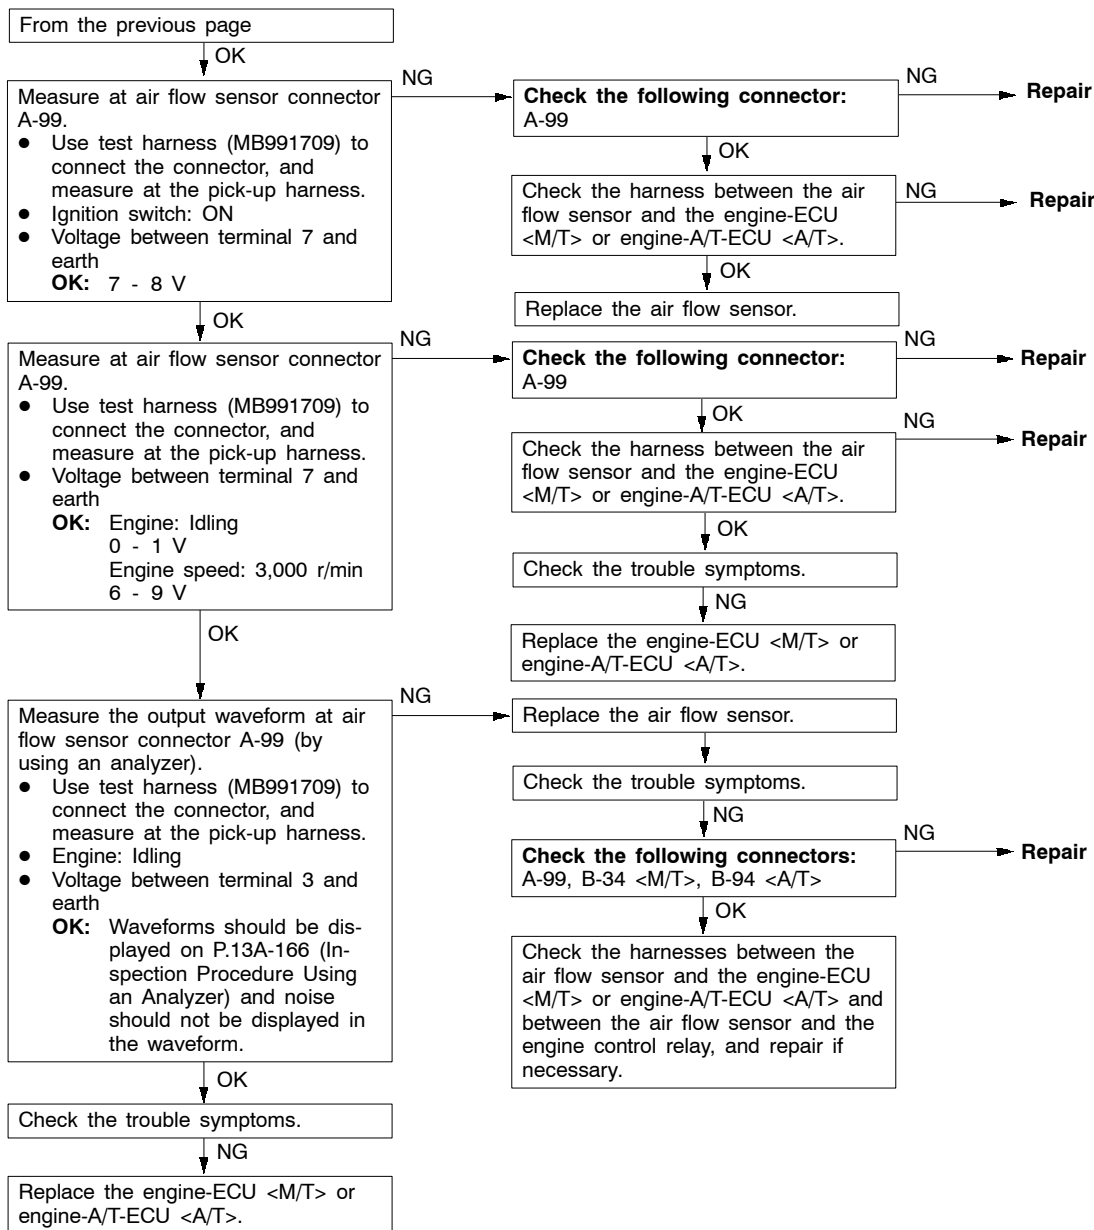 From the previous page
OK
Measure at air flow sensor connector
A-99.
● Use test harness (MB991709) to
connect the connector, and
measure at the pick-up harness.
● Ignition switch: ON
● Voltage between terminal 7 and
earth
OK: 7 - 8 V
NG
Check the following connector:
A-99
NG
Repair
OK
Check the harness between the air
flow sensor and the engine-ECU
<M/T> or engine-A/T-ECU <A/T>.
NG
Repair
OK
Replace the air flow sensor.
OK
Measure at air flow sensor connector
A-99.
● Use test harness (MB991709) to
connect the connector, and
measure at the pick-up harness.
● Voltage between terminal 7 and
earth
OK: Engine: Idling
0 - 1 V
Engine speed: 3,000 r/min
6 - 9 V
NG
Check the following connector:
A-99
NG
Repair
OK
Check the harness between the air
flow sensor and the engine-ECU
<M/T> or engine-A/T-ECU <A/T>.
NG
Repair
OK
Check the trouble symptoms.
NG
Replace the engine-ECU <M/T> or
engine-A/T-ECU <A/T>.
OK
Measure the output waveform at air
flow sensor connector A-99 (by
using an analyzer).
● Use test harness (MB991709) to
connect the connector, and
measure at the pick-up harness.
● Engine: Idling
● Voltage between terminal 3 and
earth
OK: Waveforms should be dis-
played on P.13A-166 (In-
spection Procedure Using
an Analyzer) and noise
should not be displayed in
the waveform.
NG
Replace the air flow sensor.
Check the trouble symptoms.
NG
Check the following connectors:
A-99, B-34 <M/T>, B-94 <A/T>
NG
Repair
OK
Check the harnesses between the
air flow sensor and the engine-ECU
<M/T> or engine-A/T-ECU <A/T> and
between the air flow sensor and the
engine control relay, and repair if
necessary.
OK
Check the trouble symptoms.
NG
Replace the engine-ECU <M/T> or
engine-A/T-ECU <A/T>.